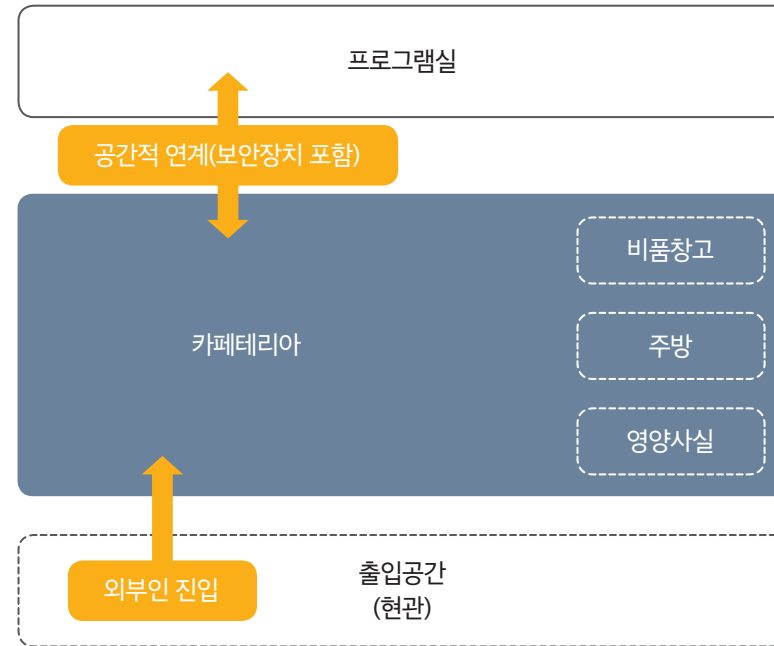 프로그램실
공간적 연계(보안장치 포함)
비품창고
카페테리아
주방
영양사실
외부인 진입
출입공간
(현관)